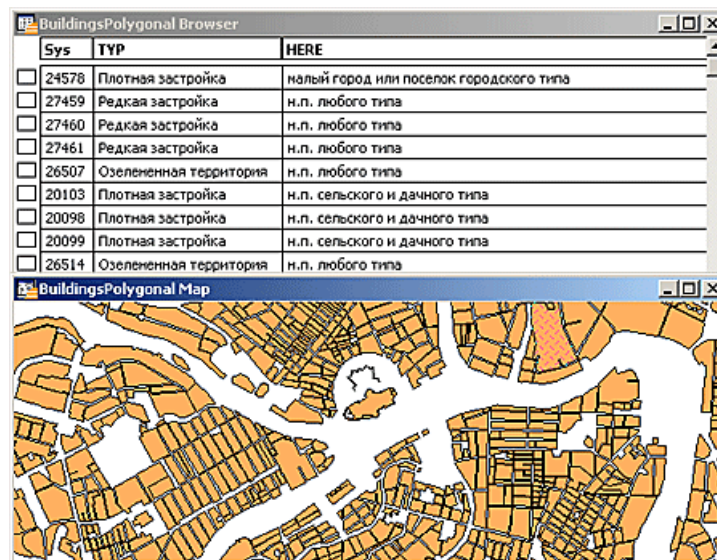 BuildingsPolygonal Browser
Sys TYP HERE
24578 Плотная застройка малый город или поселок городского типа
27459 Редкая застройка н.п. любого типа
27460 Редкая застройка н.п. любого типа
27461 Редкая застройка н.п. любого типа
26507 Озелененная территория н.п. любого типа
20103 Плотная застройка н.п. сельского и дачного типа
20098 Плотная застройка н.п. сельского и дачного типа
20099 Плотная застройка н.п. сельского и дачного типа
26514 Озелененная территория н.п. любого типа
BuildingsPolygonal Map